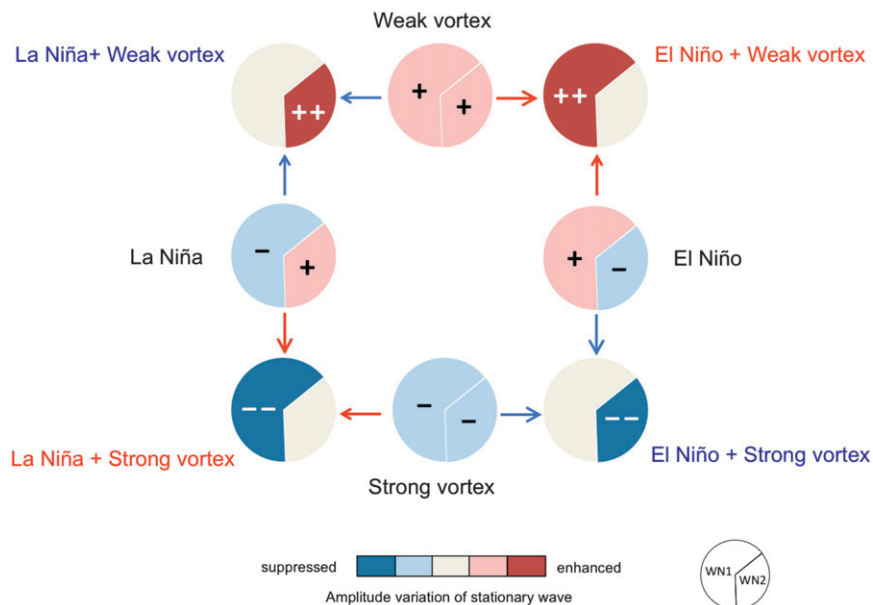 Weak vortex
La Niña+ Weak vortex
El Niño + Weak vortex
++
+
+
++
La Niña
−
+
+
−
El Niño
−−
−
−
−−
La Niña + Strong vortex
Strong vortex
El Niño + Strong vortex
suppressed
enhanced
Amplitude variation of stationary wave
WN1
WN2